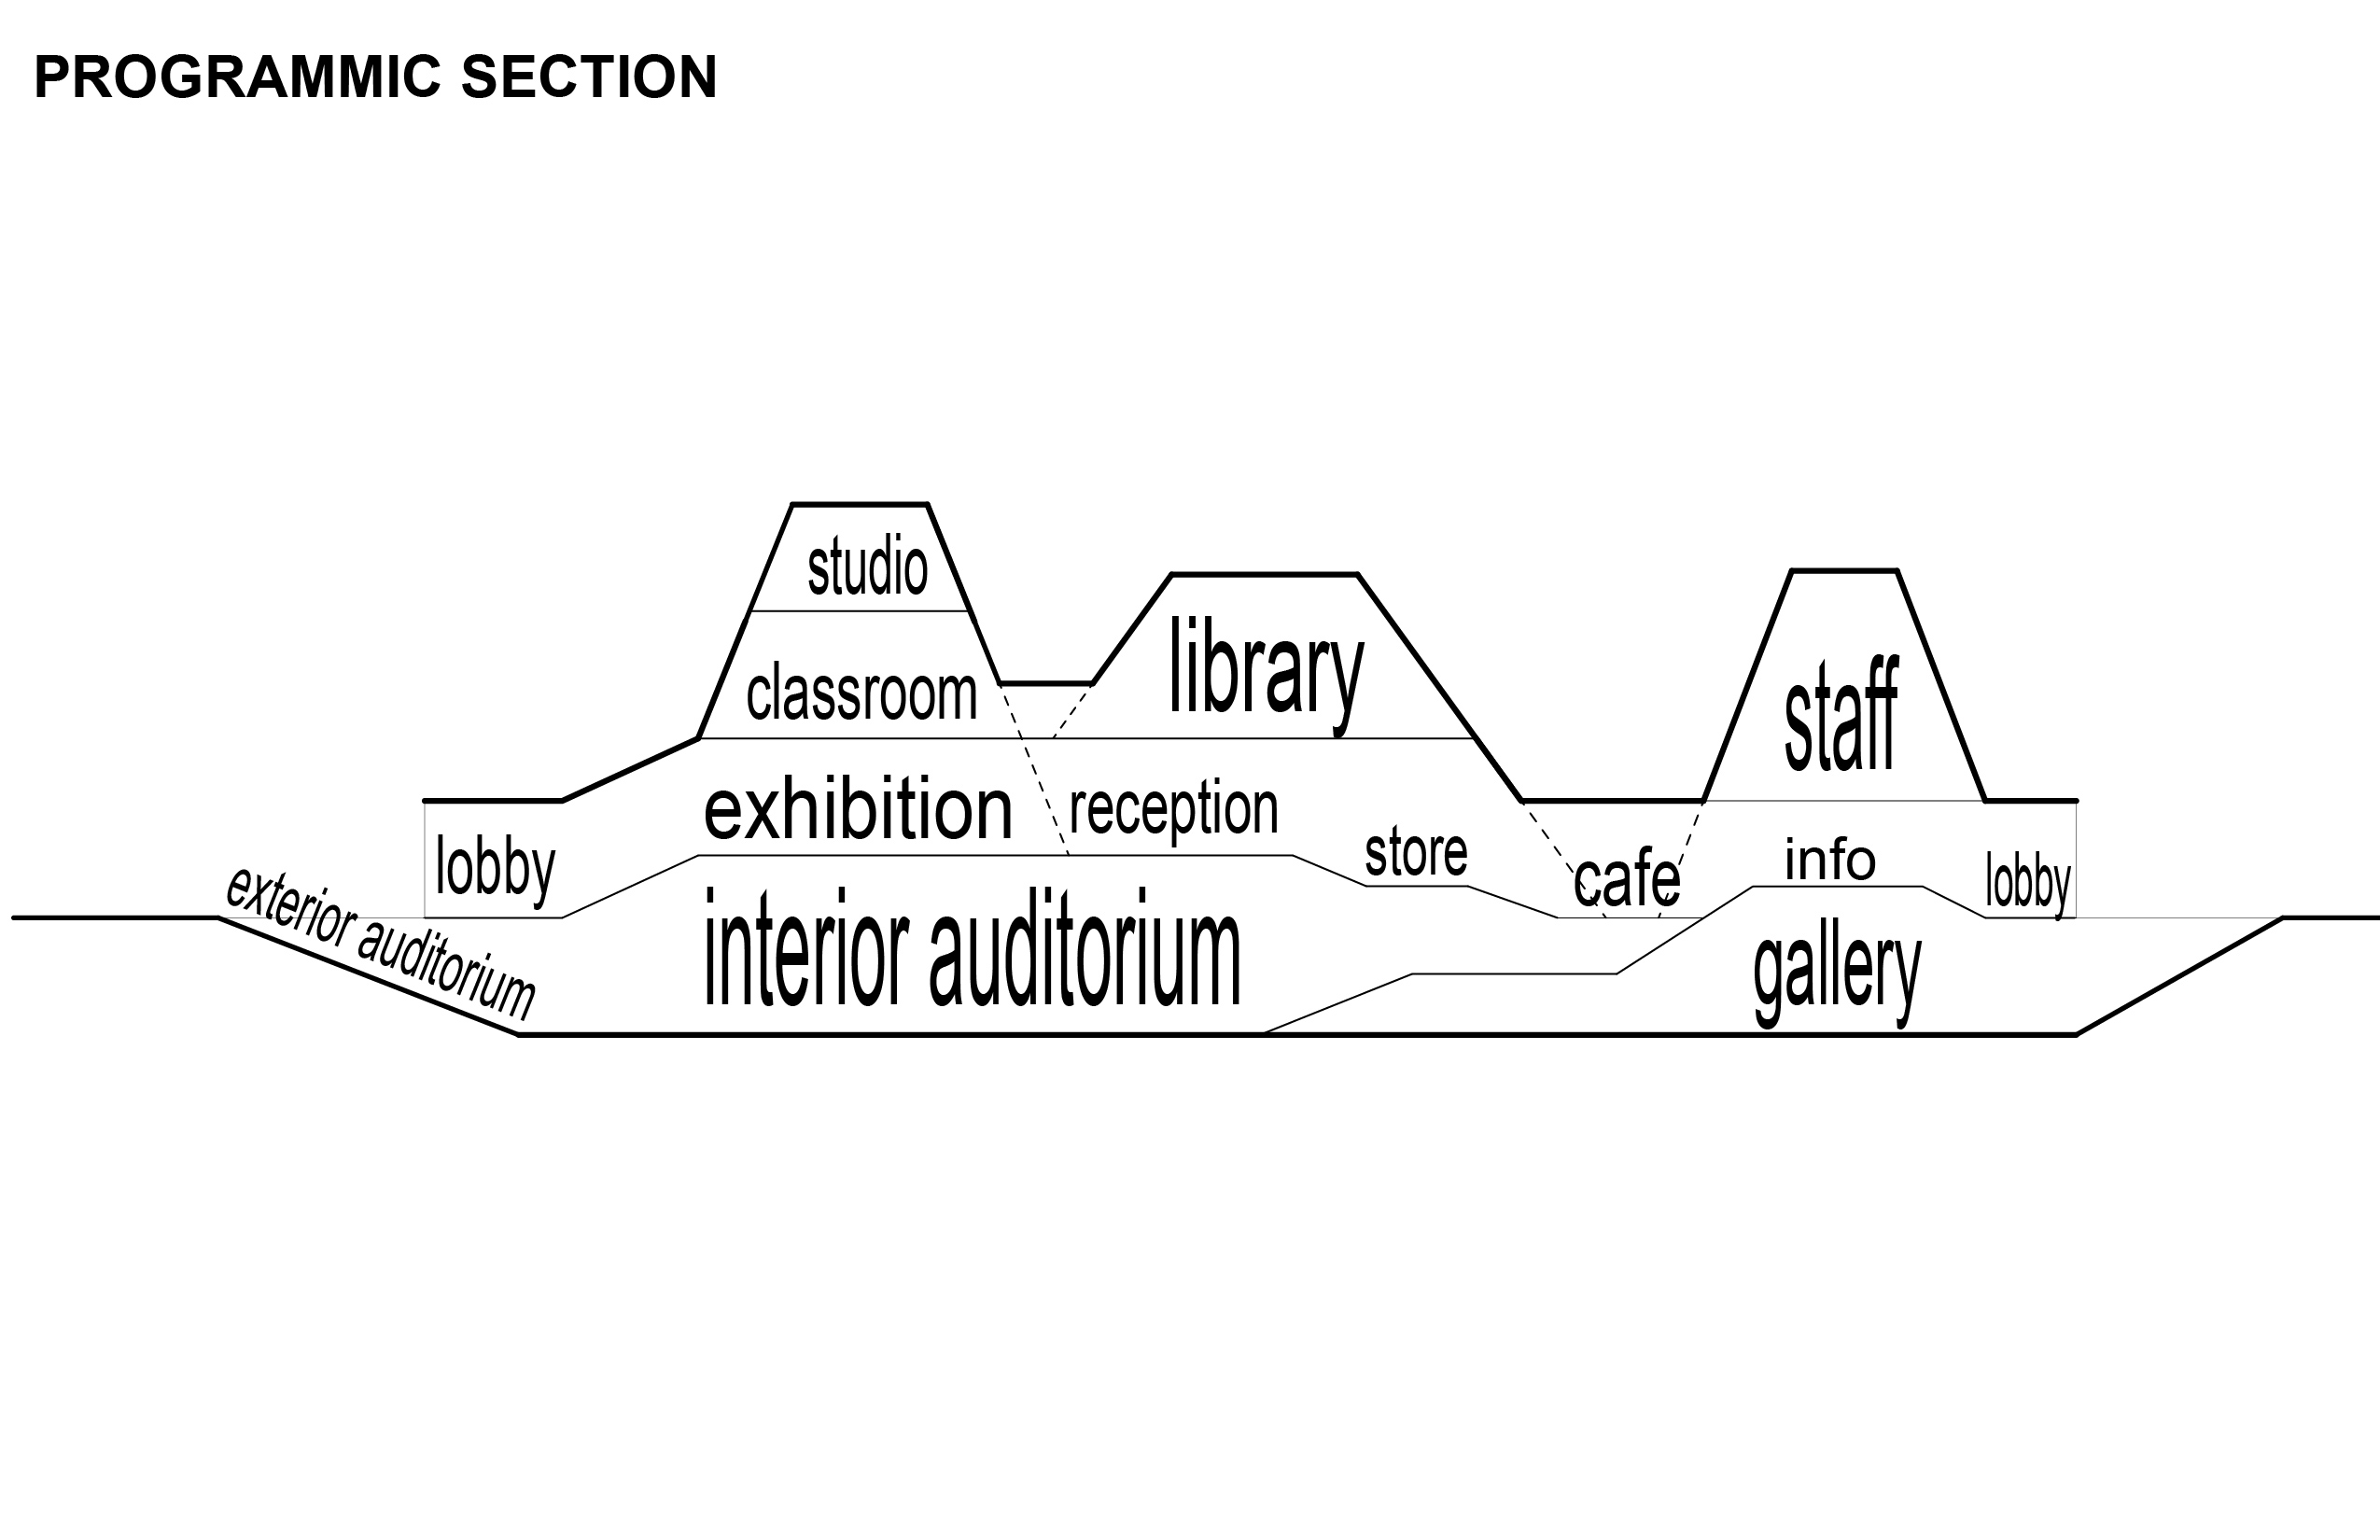 PROGRAMMIC SECTION
studio
classroom
library
staff
lobby
exhibition
reception
store
cafe
info
lobby
exterior auditorium
interior auditorium
gallery